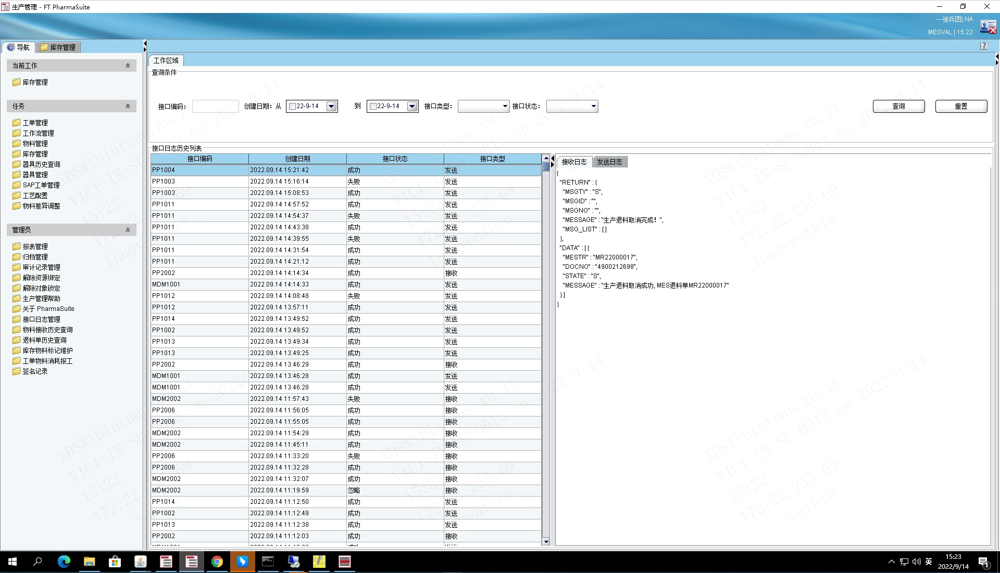 生产管理 - FT PharmaSuite
---徐兵团| NA
MESVAL | 15:22
导航
库存管理
当前工作
库存管理
任务
工单管理
工作流管理
物料管理
库存管理
器具历史查询
器具管理
SAP工单管理
工艺配置
物料差异调整
管理员
报表管理
归档管理
审计记录管理
解除资源绑定
解除对象锁定
生产管理帮助
关于 PharmaSuite
接口日志管理
物料接收历史查询
退料单历史查询
库存物料标记维护
工单物料消耗报工
签名记录
工作区域
查询条件
接口编码： 创建日期：从 22-9-14 到 22-9-14 接口类型： 接口状态： 查询 重置
接口日志历史列表
接口编码 创建日期 接口状态 接口类型
PP1004 2022.09.14 15:21:42 成功 发送
PP1003 2022.09.14 15:16:14 失败 发送
PP1003 2022.09.14 15:08:53 成功 发送
PP1011 2022.09.14 14:57:52 成功 发送
PP1011 2022.09.14 14:54:37 失败 发送
PP1011 2022.09.14 14:43:38 成功 发送
PP1011 2022.09.14 14:39:55 失败 发送
PP1011 2022.09.14 14:31:54 成功 发送
PP1011 2022.09.14 14:21:12 成功 发送
PP2002 2022.09.14 14:14:34 成功 接收
MDM1001 2022.09.14 14:14:33 成功 发送
PP1012 2022.09.14 14:08:48 失败 发送
PP1012 2022.09.14 13:57:11 成功 发送
PP1014 2022.09.14 13:49:52 成功 发送
PP1002 2022.09.14 13:49:52 成功 发送
PP1013 2022.09.14 13:49:34 成功 发送
PP1013 2022.09.14 13:49:25 成功 发送
PP2002 2022.09.14 13:46:29 成功 接收
MDM1001 2022.09.14 13:46:28 成功 发送
MDM1001 2022.09.14 13:46:28 成功 发送
MDM2002 2022.09.14 11:57:43 失败 接收
PP2006 2022.09.14 11:56:05 成功 接收
PP2006 2022.09.14 11:55:05 成功 接收
MDM2002 2022.09.14 11:54:29 成功 接收
MDM2002 2022.09.14 11:45:11 成功 接收
PP2006 2022.09.14 11:33:20 失败 接收
PP2006 2022.09.14 11:32:28 成功 接收
MDM2002 2022.09.14 11:32:07 成功 接收
MDM2002 2022.09.14 11:19:59 忽略 接收
PP1014 2022.09.14 11:12:50 成功 发送
PP1002 2022.09.14 11:12:49 成功 发送
PP1013 2022.09.14 11:12:38 成功 发送
PP2002 2022.09.14 11:12:03 成功 接收
接收日志 发送日志
{
"RETURN" : {
"MSGTY" : "S",
"MSGID" : "",
"MSGNO" : "",
"MESSAGE" : "生产退料取消完成！",
"MSG_LIST" : [ ]
},
"DATA" : [ {
"MESTR" : "MR22000017",
"DOCNO" : "4900212698",
"STATE" : "S",
"MESSAGE" : "生产退料取消成功, MES退料单MR22000017"
} ]
}
XDSW\bintuan.xu.it
V1C1-IN-SU-0013 on 2022/9/14
15:22
172.22.255.69
Innoventbio
英
15:23
2022/9/14
1